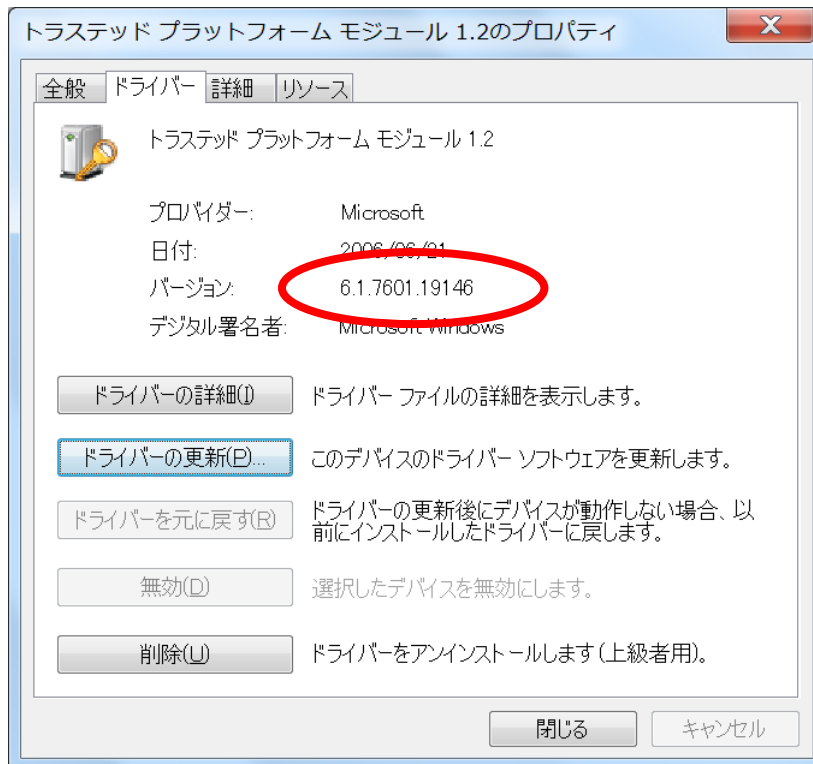 トラステッド プラットフォーム モジュール 1.2のプロパティ
全般 ドライバー 詳細 リソース
トラステッド プラットフォーム モジュール 1.2
プロバイダー: Microsoft
日付: 2006/06/21
バージョン: 6.1.7601.19146
デジタル署名者: Microsoft Windows
ドライバーの詳細(I) ドライバー ファイルの詳細を表示します。
ドライバーの更新(P)... このデバイスのドライバー ソフトウェアを更新します。
ドライバーを元に戻す(R) ドライバーの更新後にデバイスが動作しない場合、以
前にインストールしたドライバーに戻します。
無効(D) 選択したデバイスを無効にします。
削除(U) ドライバーをアンインストールします(上級者用)。
閉じる キャンセル